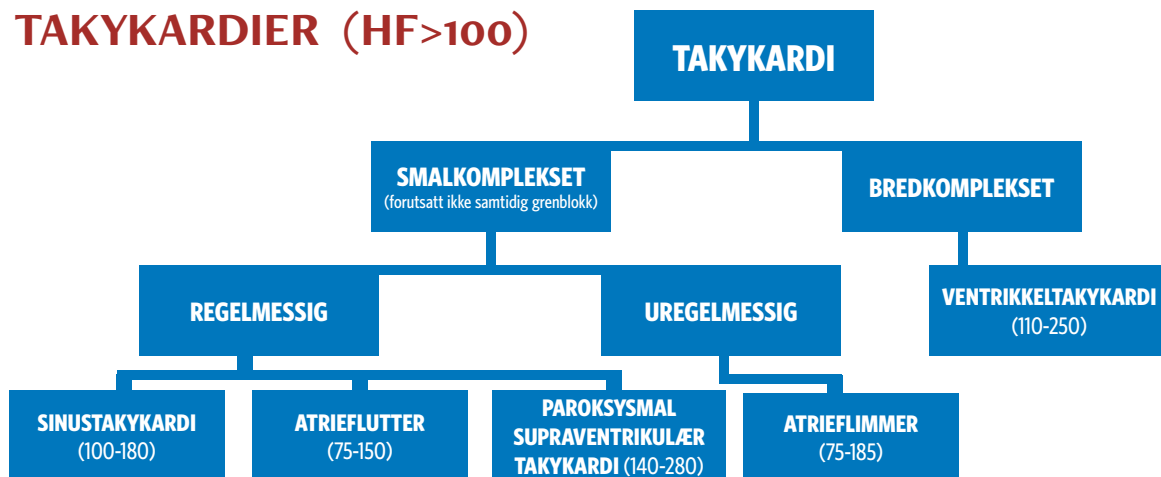 TAKYKARDIER (HF>100)
TAKYKARDI
SMALKOMPLEKSET
(forutsatt ikke samtidig grenblokk)
BREDKOMPLEKSET
REGELMESSIG
UREGELMESSIG
VENTRIKKELTAKYKARDI
(110-250)
SINUSTAKYKARDI
(100-180)
ATRIEFLUTTER
(75-150)
PAROKSYSMAL
SUPRAVENTRIKULÆR
TAKYKARDI (140-280)
ATRIEFLIMMER
(75-185)